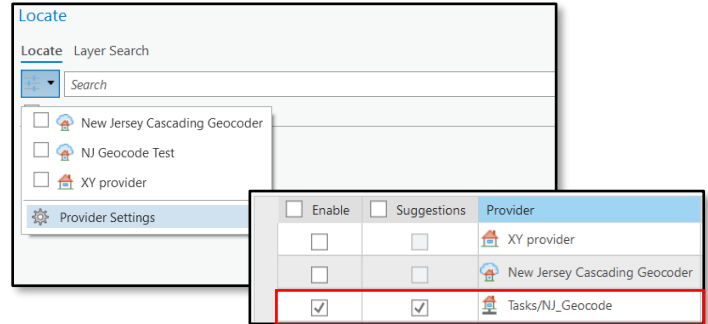 Locate
Locate Layer Search
Search
New Jersey Cascading Geocoder
NJ Geocode Test
XY provider
Provider Settings
Enable Suggestions Provider
XY provider
New Jersey Cascading Geocoder
Tasks/NJ_Geocode